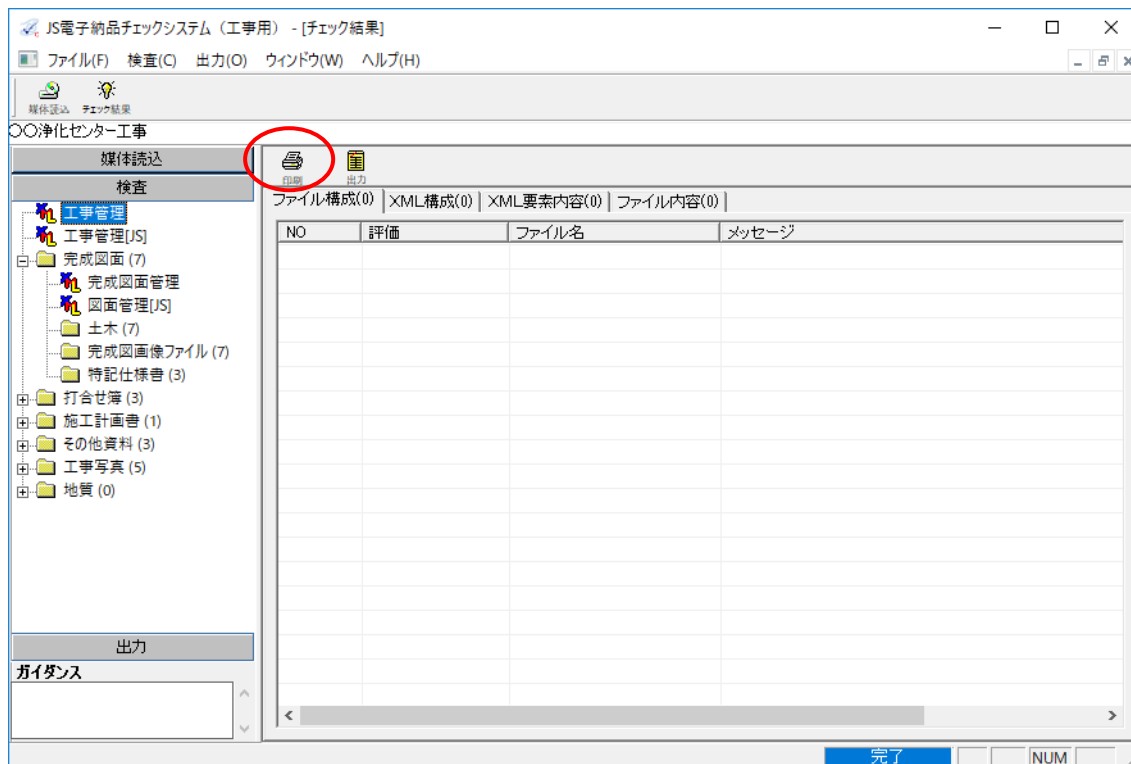 JS電子納品チェックシステム（工事用） - [チェック結果]
ファイル(F) 検査(C) 出力(O) ウィンドウ(W) ヘルプ(H)
媒体読込 チェック結果
〇〇浄化センター工事
媒体読込
検査
工事管理
工事管理[JS]
完成図面 (7)
完成図面管理
図面管理[JS]
土木 (7)
完成図画像ファイル (7)
特記仕様書 (3)
打合せ簿 (3)
施工計画書 (1)
その他資料 (3)
工事写真 (5)
地質 (0)
出力
ガイダンス
印刷 出力
ファイル構成(0) XML構成(0) XML要素内容(0) ファイル内容(0)
NO 評価 ファイル名 メッセージ
完了 NUM